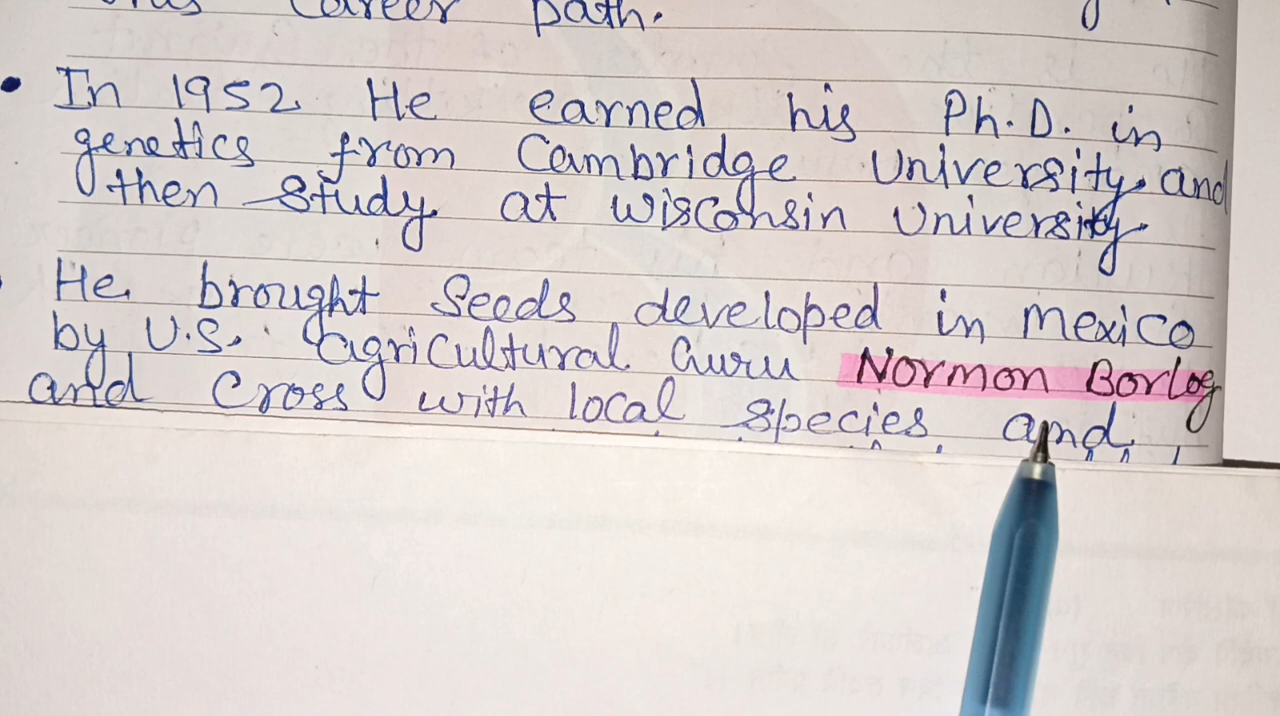 career path.
• In 1952 He earned his Ph.D. in
genetics from Cambridge University, and
then study at Wisconsin University.
He brought Seeds developed in mexico
by U.S. agricultural Guru Normon Borlog
and Cross with local species and